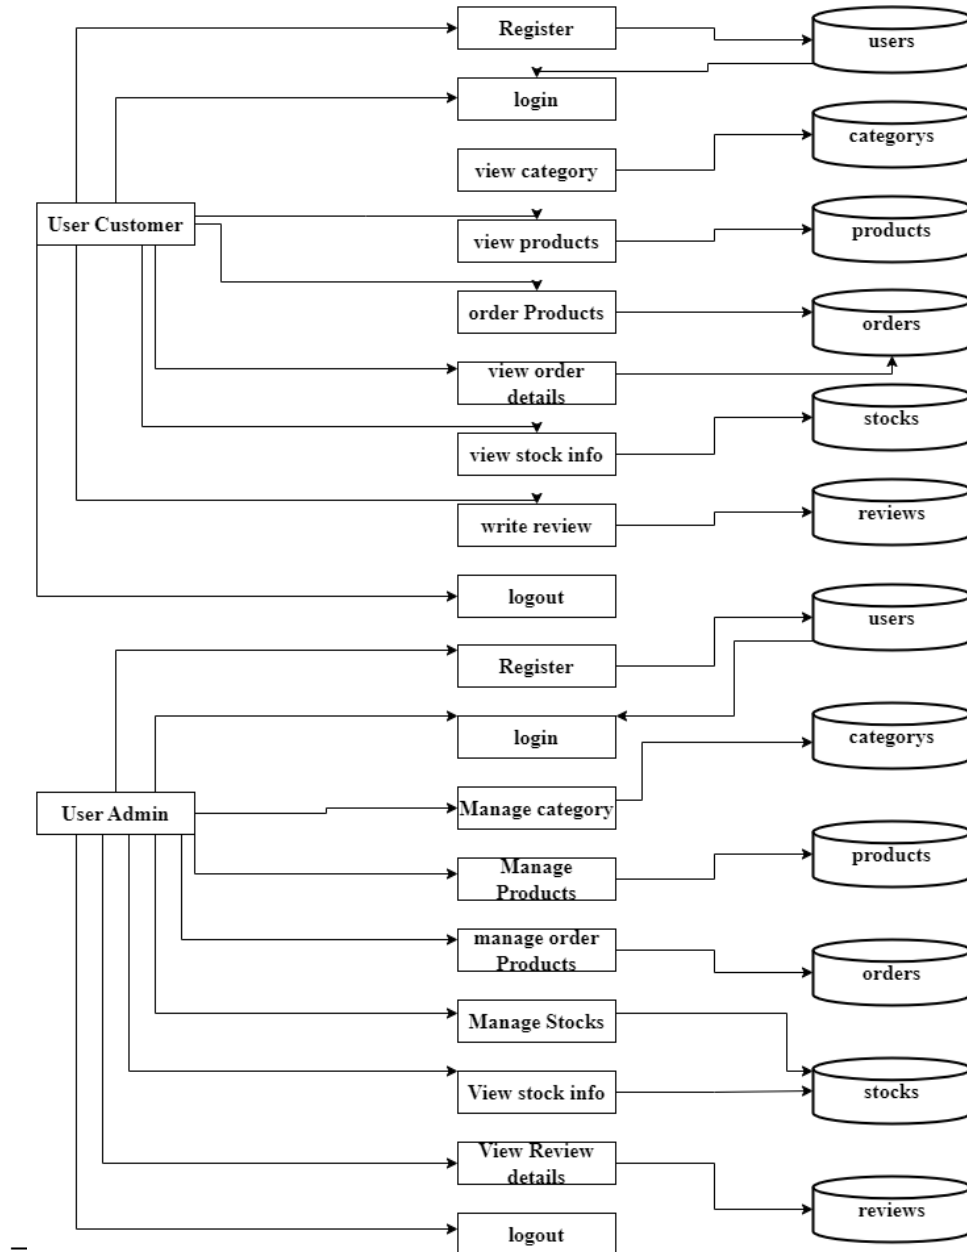 Register
users
login
categorys
view category
User Customer
view products
products
order Products
orders
view order
details
stocks
view stock info
reviews
write review
logout
users
Register
login
categorys
User Admin
Manage category
Manage
Products
products
manage order
Products
orders
Manage Stocks
View stock info
stocks
View Review
details
reviews
logout